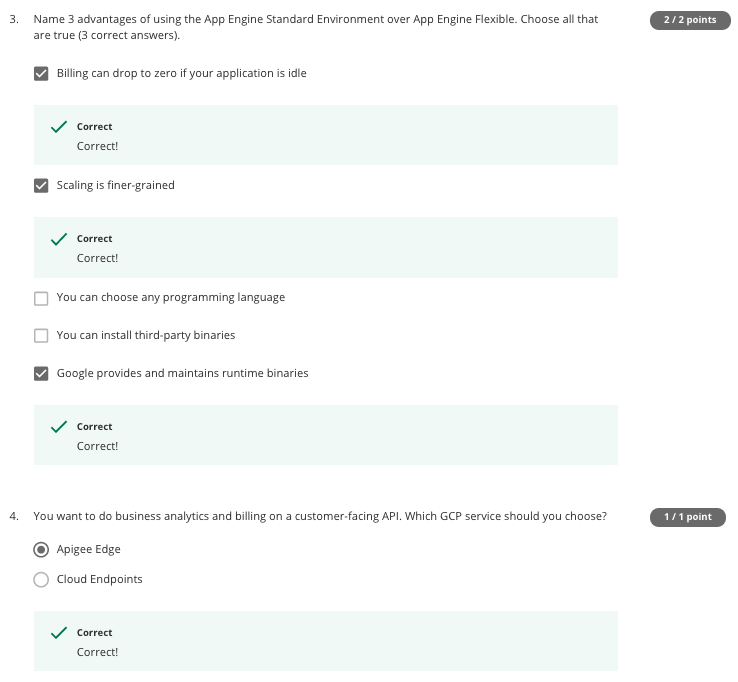 3. Name 3 advantages of using the App Engine Standard Environment over App Engine Flexible. Choose all that
are true (3 correct answers).
2 / 2 points
Billing can drop to zero if your application is idle
Correct
Correct!
Scaling is finer-grained
Correct
Correct!
You can choose any programming language
You can install third-party binaries
Google provides and maintains runtime binaries
Correct
Correct!
4. You want to do business analytics and billing on a customer-facing API. Which GCP service should you choose?
1 / 1 point
Apigee Edge
Cloud Endpoints
Correct
Correct!